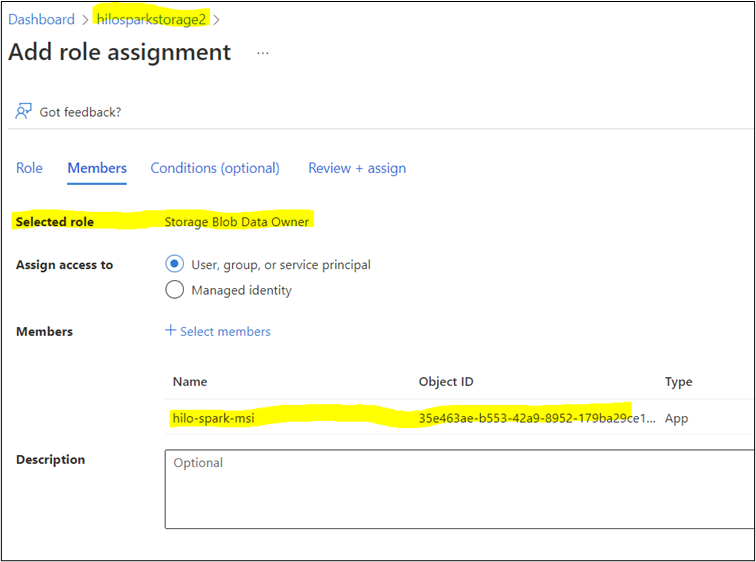 Dashboard > hilosparkstorage2 >
Add role assignment ...
Got feedback?
Role Members Conditions (optional) Review + assign
Selected role Storage Blob Data Owner
Assign access to User, group, or service principal
Managed identity
Members + Select members
Name Object ID Type
hilo-spark-msi 35e463ae-b553-42a9-8952-179ba29ce1... App
Description Optional